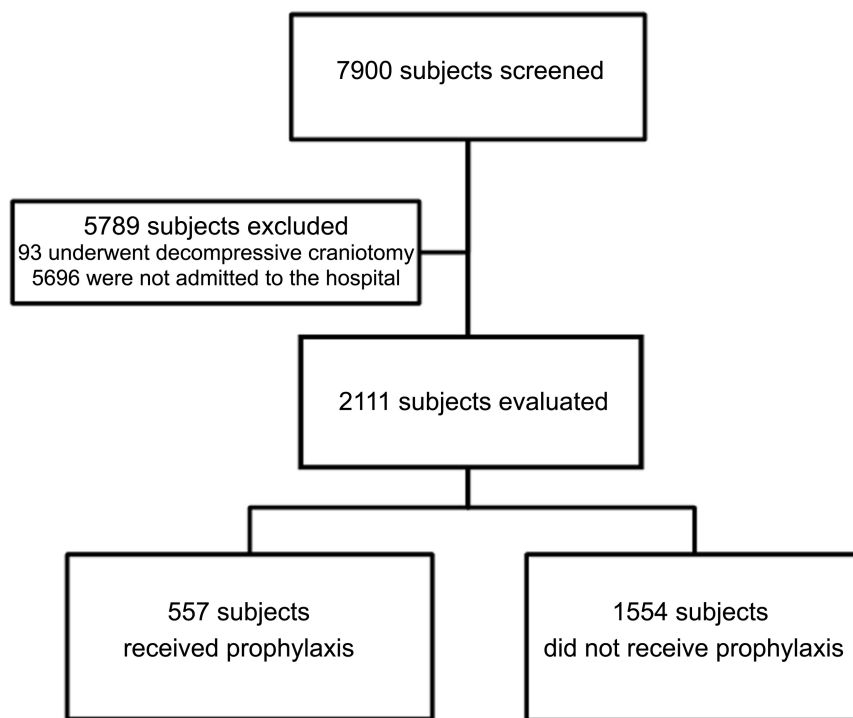 7900 subjects screened
5789 subjects excluded
93 underwent decompressive craniotomy
5696 were not admitted to the hospital
2111 subjects evaluated
557 subjects
received prophylaxis
1554 subjects
did not receive prophylaxis